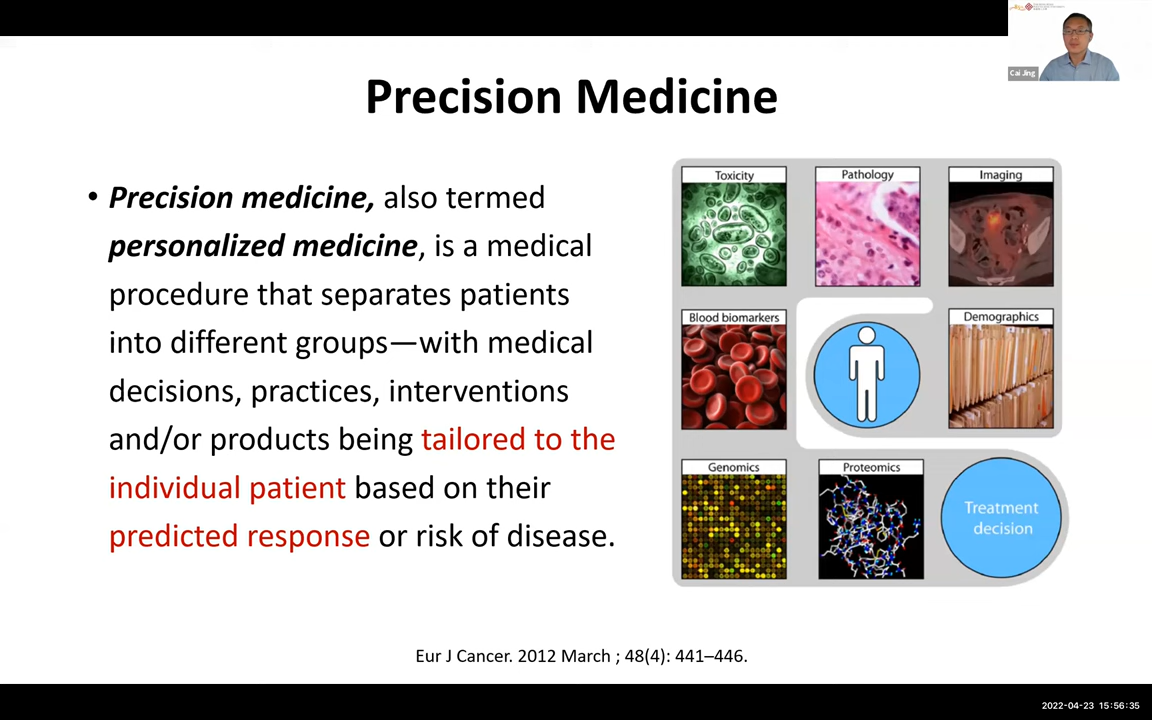 Cai Jing
Precision Medicine
• Precision medicine, also termed
personalized medicine, is a medical
procedure that separates patients
into different groups—with medical
decisions, practices, interventions
and/or products being tailored to the
individual patient based on their
predicted response or risk of disease.
Toxicity
Pathology
Imaging
Blood biomarkers
Demographics
Genomics
Proteomics
Treatment
decision
Eur J Cancer. 2012 March ; 48(4): 441–446.
2022-04-23 15:56:35